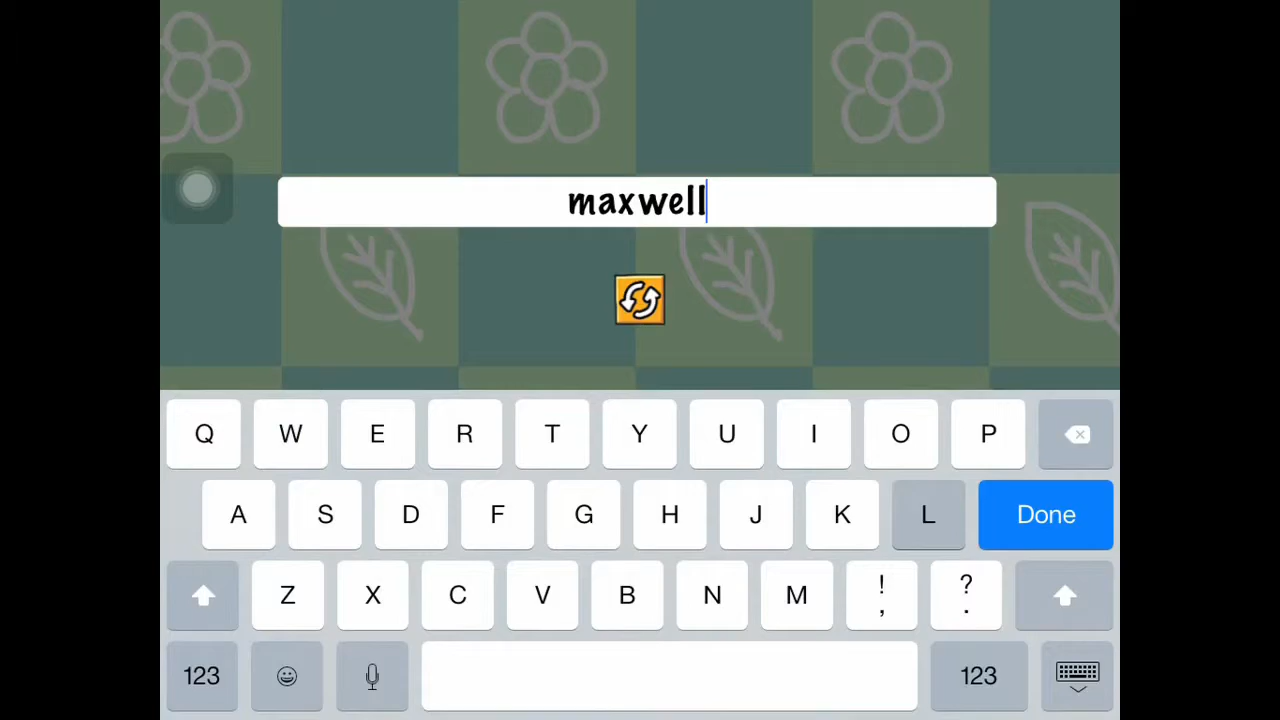 maxwell
Q W E R T Y U I O P
A S D F G H J K L Done
Z X C V B N M ! , ? .
123 123